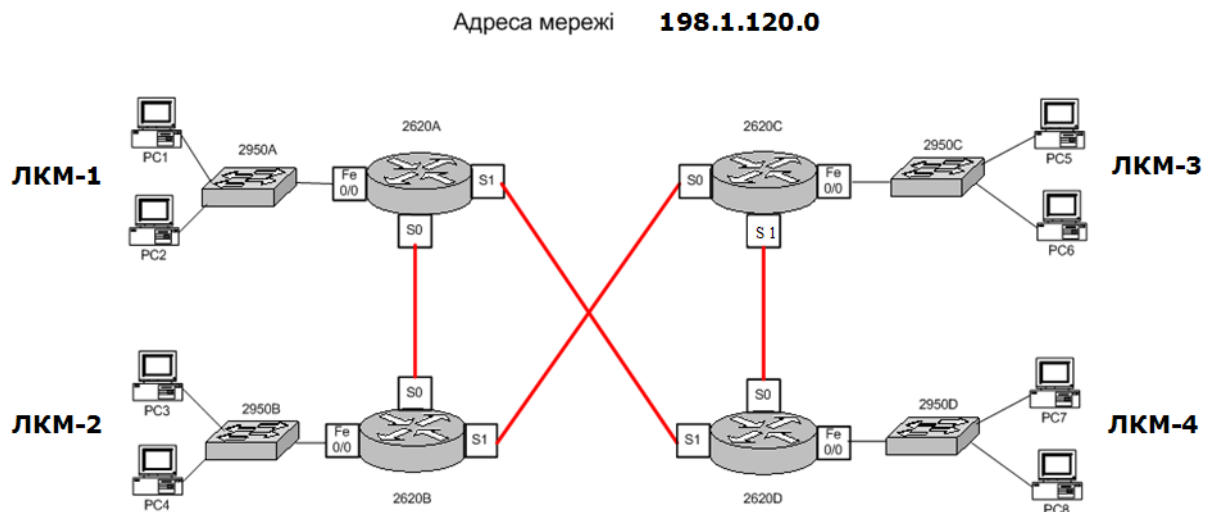 Адреса мережі 198.1.120.0
ЛКМ-1
PC1
PC2
2950A
Fe 0/0
2620A
S1
S0
2620C
S0
S 1
Fe 0/0
2950C
PC5
PC6
ЛКМ-3
ЛКМ-2
PC3
PC4
2950B
Fe 0/0
S0
S1
2620B
S0
S1
Fe 0/0
2620D
2950D
PC7
PC8
ЛКМ-4